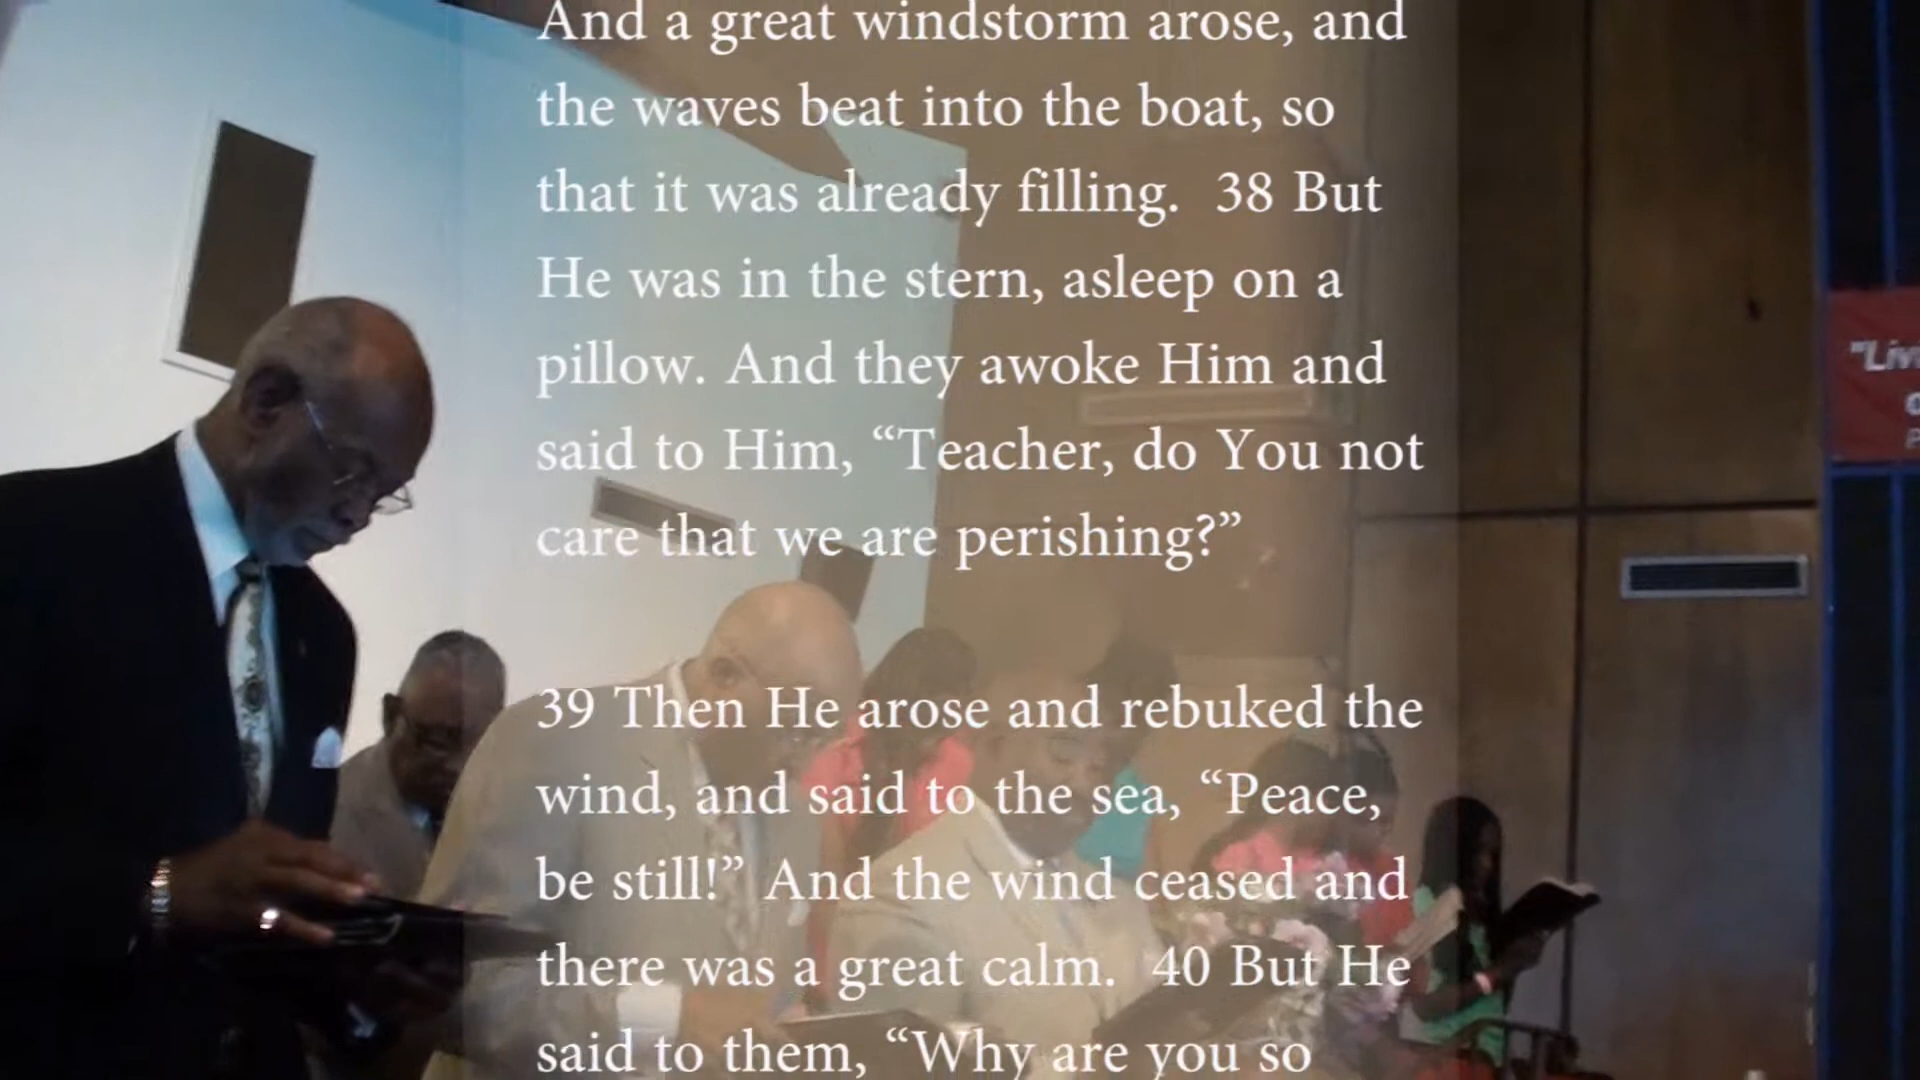 And a great windstorm arose, and
the waves beat into the boat, so
that it was already filling.  38 But
He was in the stern, asleep on a
pillow. And they awoke Him and
said to Him, “Teacher, do You not
care that we are perishing?”
39 Then He arose and rebuked the
wind, and said to the sea, “Peace,
be still!”  And the wind ceased and
there was a great calm.  40 But He
said to them, “Why are you so